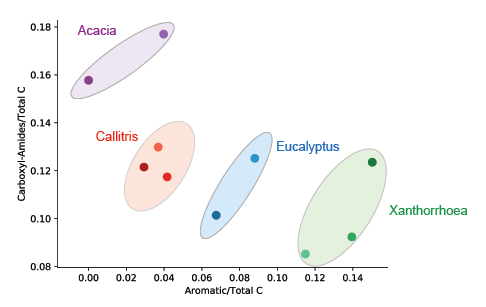 0.18
Acacia
0.16
0.14
Callitris
Eucalyptus
0.12
Xanthorrhoea
0.10
0.08
Carboxyl-Amides/Total C
0.00
0.02
0.04
0.06
0.08
0.10
0.12
0.14
Aromatic/Total C